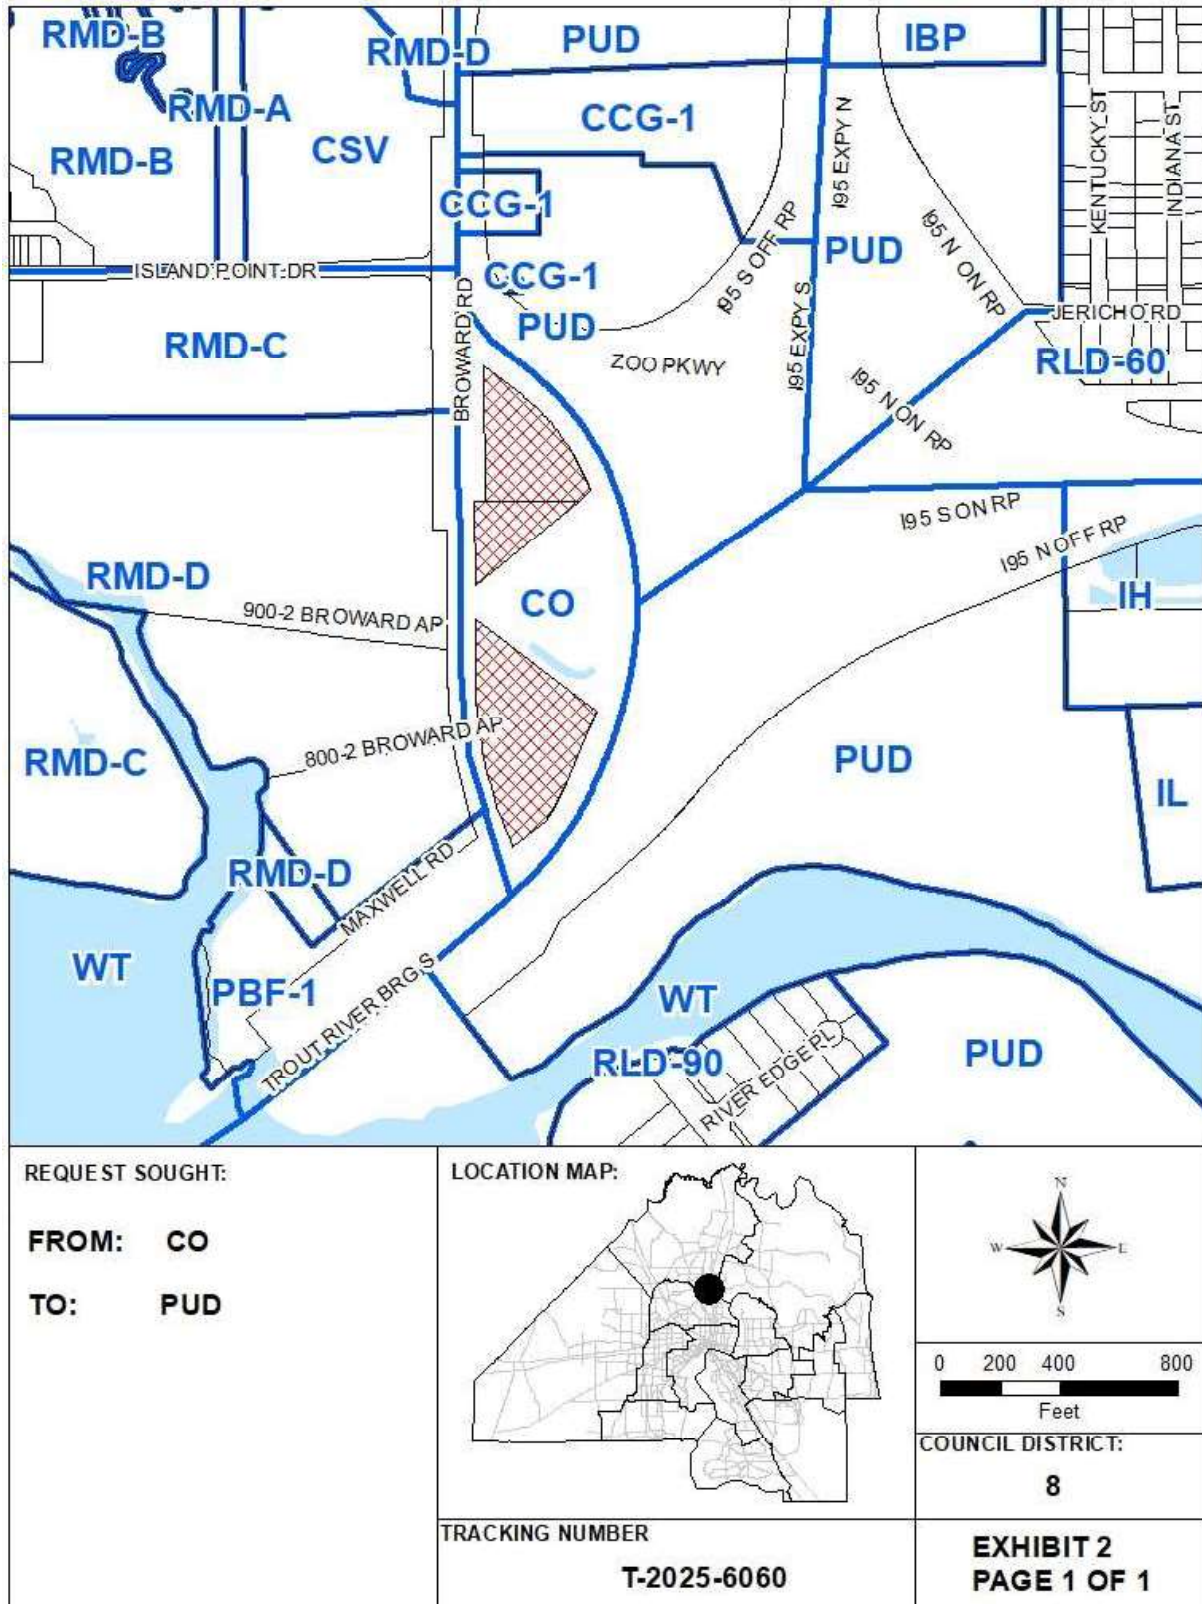 RMD-B
RMD-D
PUD
IBP
RMD-A
CCG-1
KENTUCKY ST
INDIANA ST
RMD-B
CSV
I95 EXPY N
CCG-1
I95 S OFF RP
PUD
I95 N ON RP
ISLAND POINT DR
CCG-1
BROWARD RD
PUD
I95 EXPY S
JERICHO RD
RMD-C
ZOO PKWY
RLD-60
I95 N ON RP
I95 S ON RP
I95 N OFF RP
RMD-D
900-2 BROWARD AP
CO
IH
RMD-C
800-2 BROWARD AP
PUD
IL
RMD-D
MAXWELL RD
WT
PBF-1
TROUT RIVER BRG S
WT
RLD-90
RIVER EDGE PL
PUD
REQUEST SOUGHT:
FROM: CO
TO: PUD
LOCATION MAP:
N
W
E
S
0 200 400 800
Feet
COUNCIL DISTRICT:
8
TRACKING NUMBER
T-2025-6060
EXHIBIT 2
PAGE 1 OF 1